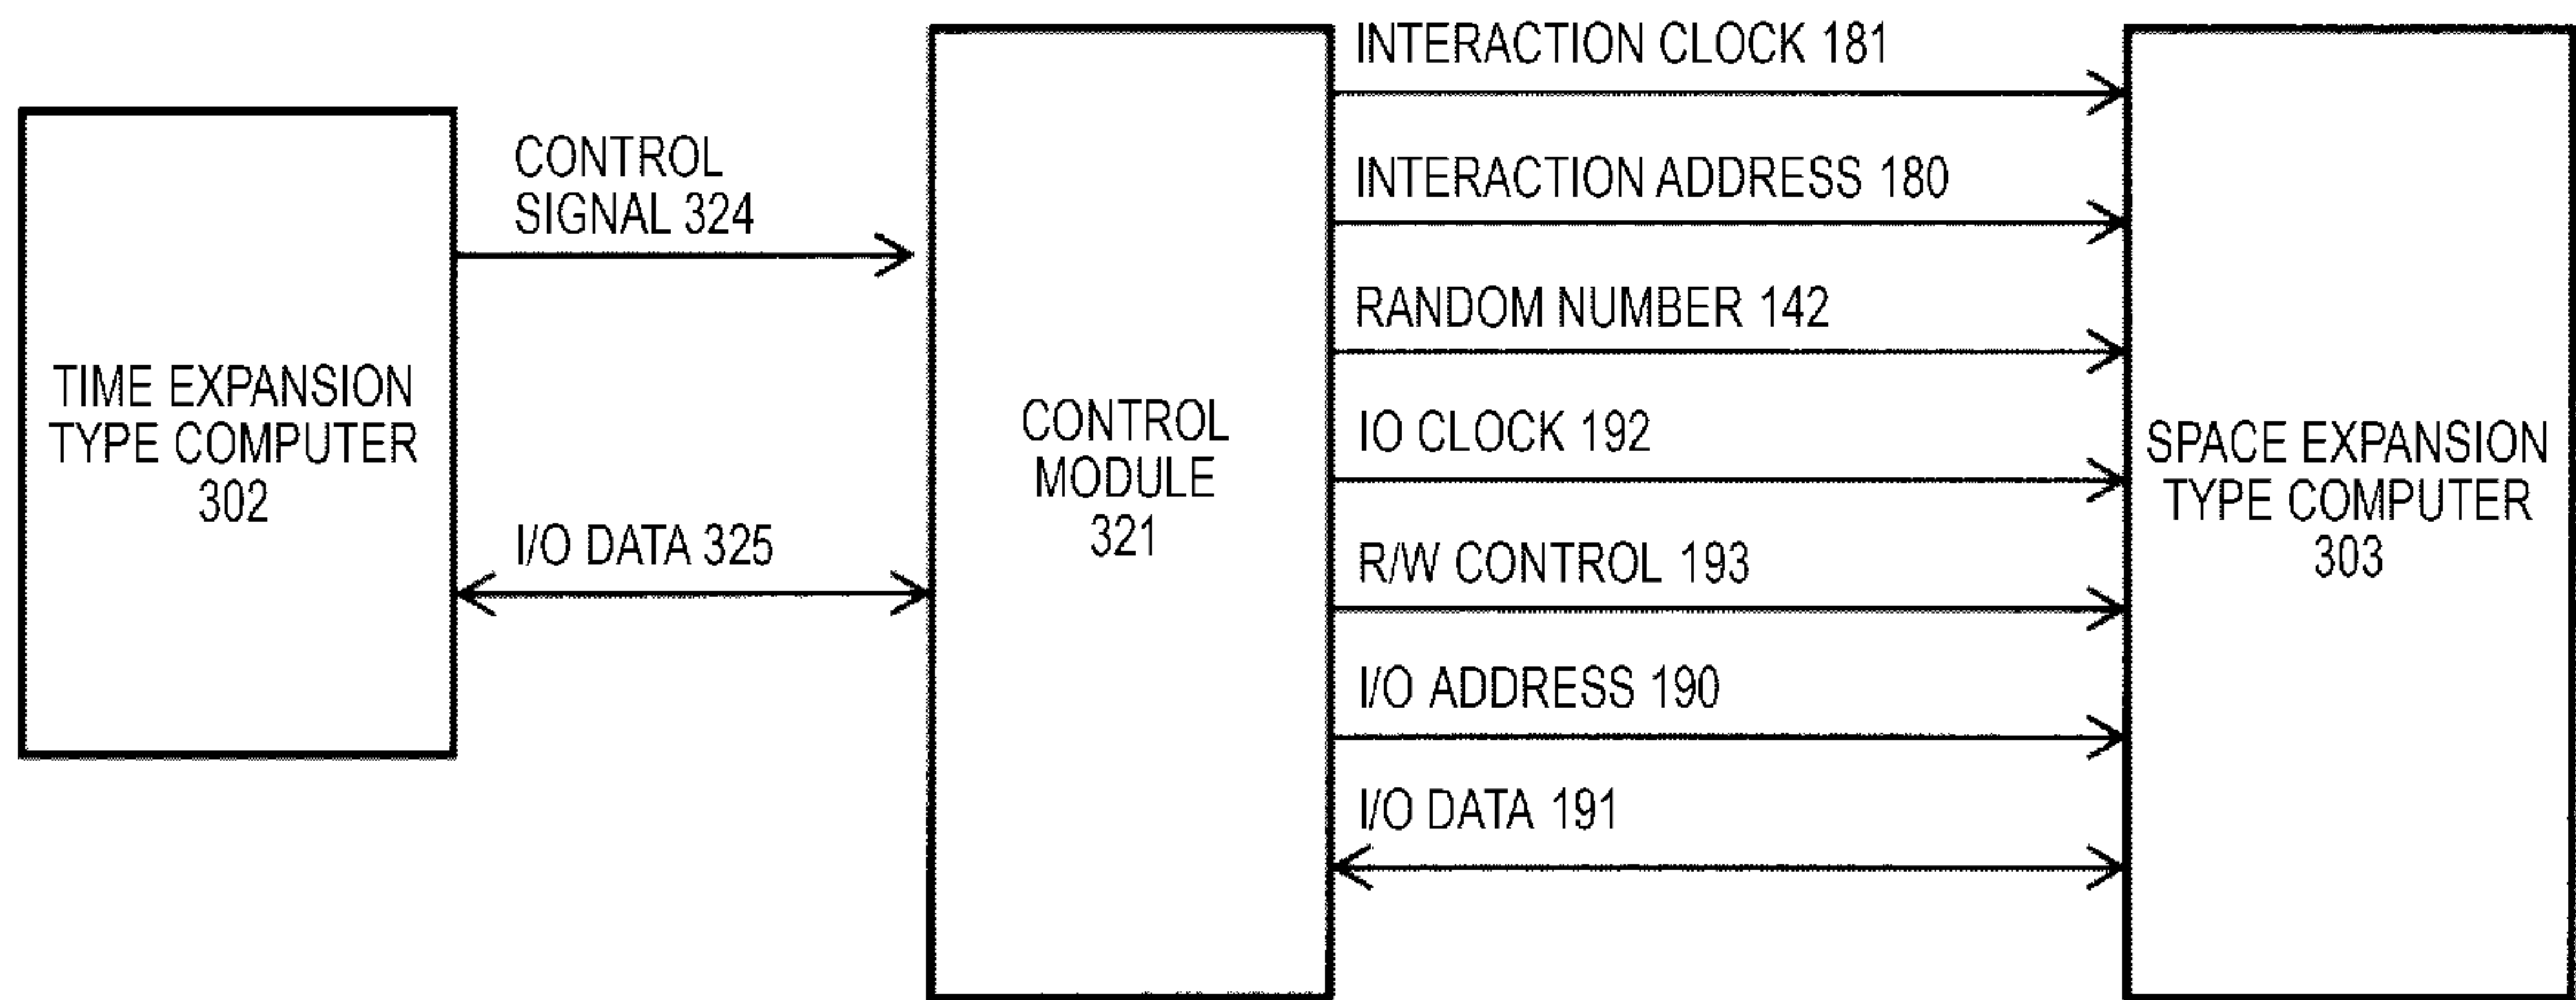 TIME EXPANSION
TYPE COMPUTER
302
CONTROL
SIGNAL 324
I/O DATA 325
CONTROL
MODULE
321
INTERACTION CLOCK 181
INTERACTION ADDRESS 180
RANDOM NUMBER 142
IO CLOCK 192
R/W CONTROL 193
I/O ADDRESS 190
I/O DATA 191
SPACE EXPANSION
TYPE COMPUTER
303